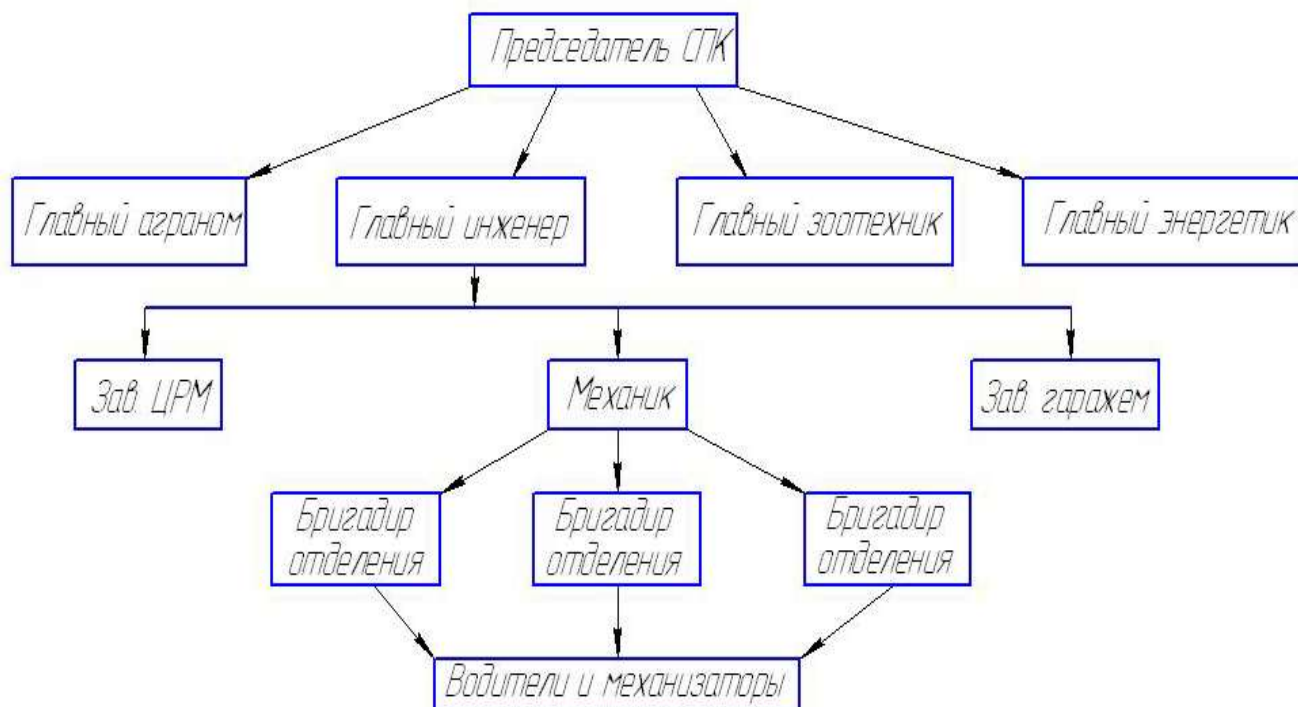 Председатель СПК
Главный аграном
Главный инженер
Главный зоотехник
Главный энергетик
Зав. ЦРМ
Механик
Зав. гаражем
Бригадир
отделения
Бригадир
отделения
Бригадир
отделения
Водители и механизаторы